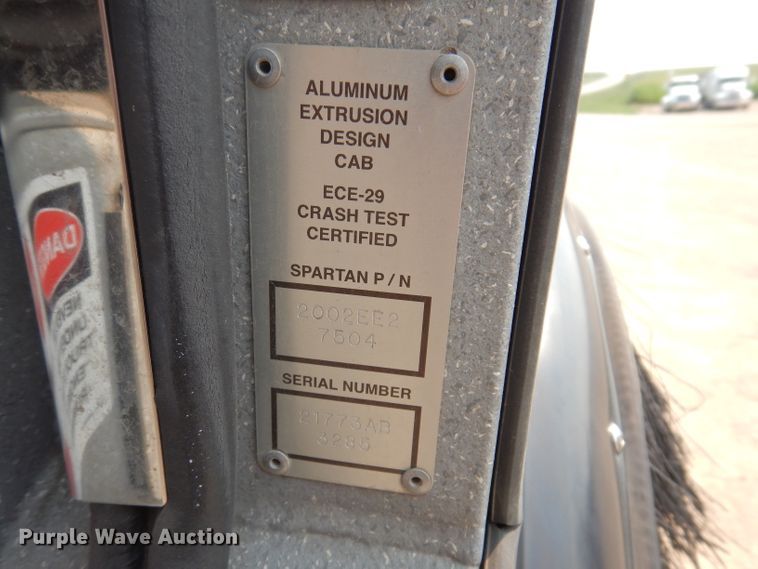 ALUMINUM
EXTRUSION
DESIGN
CAB
ECE-29
CRASH TEST
CERTIFIED
SPARTAN P / N
2002EE2
7504
SERIAL NUMBER
21773AB
3285
Purple Wave Auction